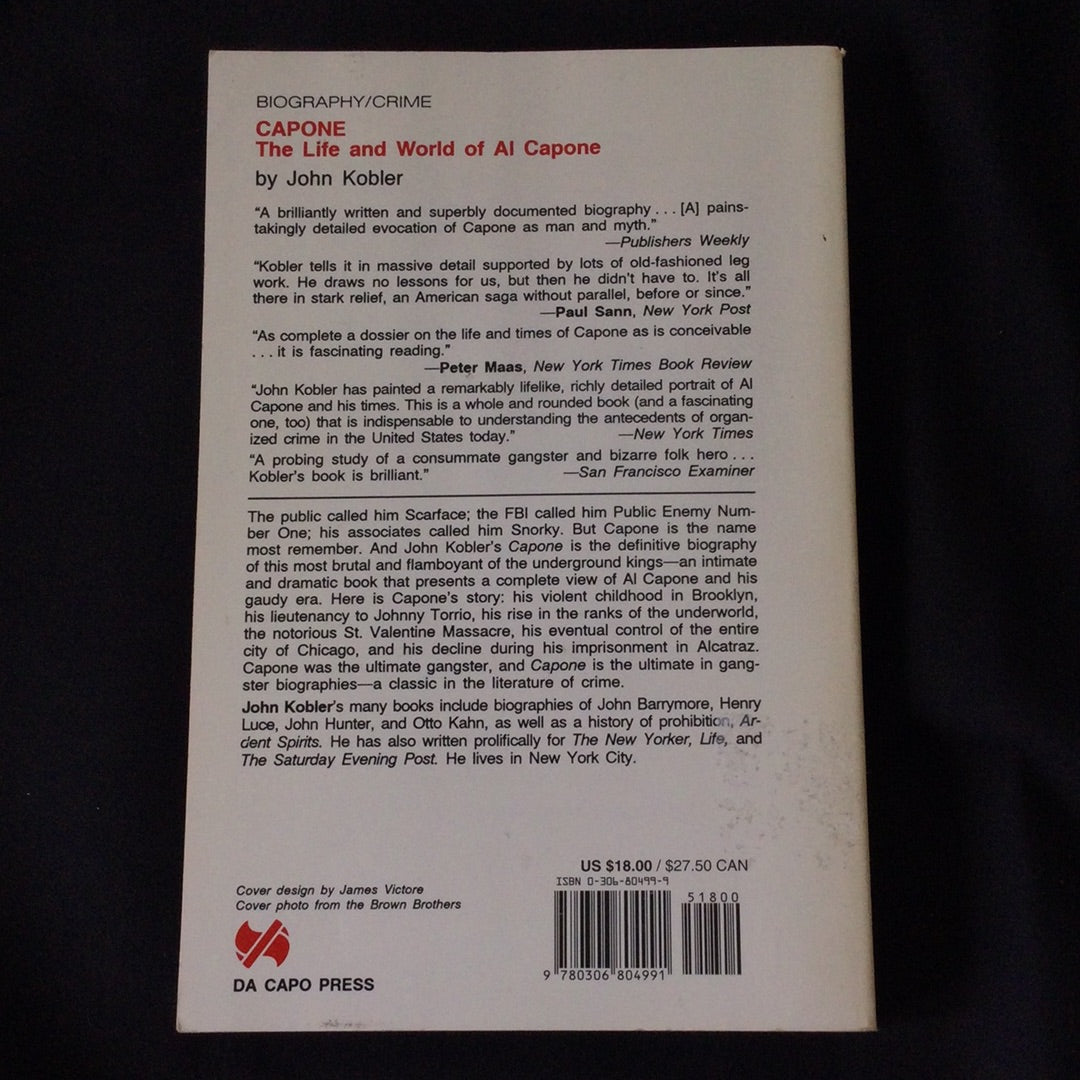 BIOGRAPHY/CRIME
CAPONE
The Life and World of Al Capone
by John Kobler
“A brilliantly written and superbly documented biography . . . [A] pains-
takingly detailed evocation of Capone as man and myth.”
—Publishers Weekly
“Kobler tells it in massive detail supported by lots of old-fashioned leg
work. He draws no lessons for us, but then he didn’t have to. It’s all
there in stark relief, an American saga without parallel, before or since.”
—Paul Sann, New York Post
“As complete a dossier on the life and times of Capone as is conceivable
. . . it is fascinating reading.”
—Peter Maas, New York Times Book Review
“John Kobler has painted a remarkably lifelike, richly detailed portrait of Al
Capone and his times. This is a whole and rounded book (and a fascinating
one, too) that is indispensable to understanding the antecedents of organ-
ized crime in the United States today.” —New York Times
“A probing study of a consummate gangster and bizarre folk hero . . .
Kobler’s book is brilliant.” —San Francisco Examiner
The public called him Scarface; the FBI called him Public Enemy Num-
ber One; his associates called him Snorky. But Capone is the name
most remember. And John Kobler’s Capone is the definitive biography
of this most brutal and flamboyant of the underground kings—an intimate
and dramatic book that presents a complete view of Al Capone and his
gaudy era. Here is Capone’s story: his violent childhood in Brooklyn,
his lieutenancy to Johnny Torrio, his rise in the ranks of the underworld,
the notorious St. Valentine Massacre, his eventual control of the entire
city of Chicago, and his decline during his imprisonment in Alcatraz.
Capone was the ultimate gangster, and Capone is the ultimate in gang-
ster biographies—a classic in the literature of crime.
John Kobler’s many books include biographies of John Barrymore, Henry
Luce, John Hunter, and Otto Kahn, as well as a history of prohibition, Ar-
dent Spirits. He has also written prolifically for The New Yorker, Life, and
The Saturday Evening Post. He lives in New York City.
US $18.00 / $27.50 CAN
ISBN 0-306-80499-9
51800
9 780306 804991
Cover design by James Victore
Cover photo from the Brown Brothers
DA CAPO PRESS